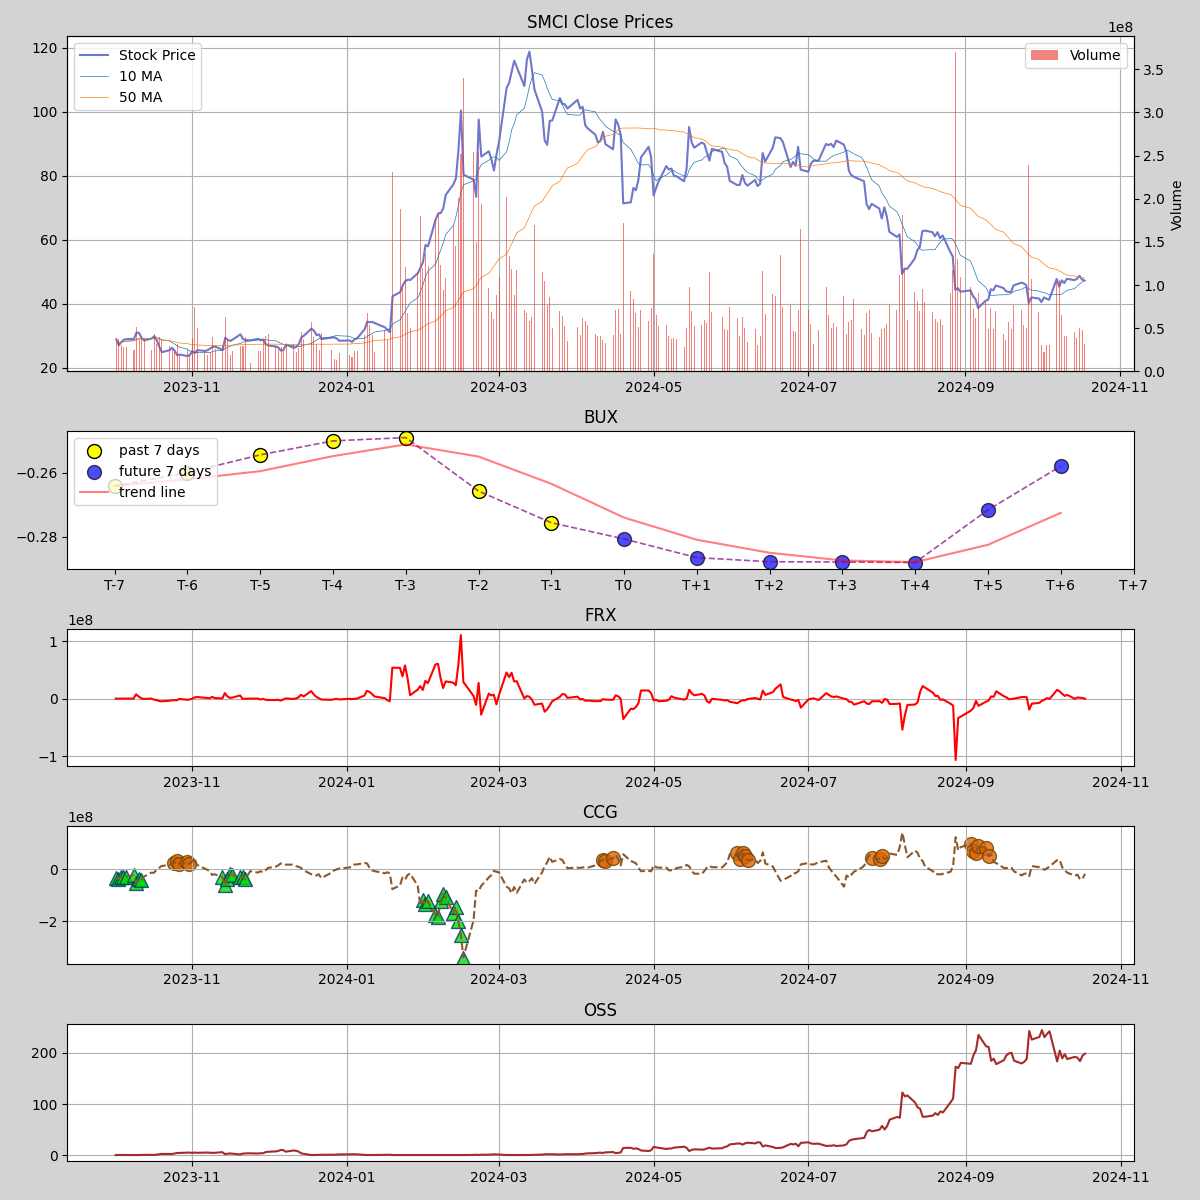 SMCI Close Prices
1e8
Stock Price
10 MA
50 MA
Volume
120
100
80
60
40
20
3.5
3.0
2.5
2.0
1.5
1.0
0.5
0.0
Volume
2023-11 2024-01 2024-03 2024-05 2024-07 2024-09 2024-11
BUX
past 7 days
future 7 days
trend line
−0.26
−0.28
T-7 T-6 T-5 T-4 T-3 T-2 T-1 T0 T+1 T+2 T+3 T+4 T+5 T+6 T+7
FRX
1e8
1
0
−1
2023-11 2024-01 2024-03 2024-05 2024-07 2024-09 2024-11
CCG
1e8
0
−2
2023-11 2024-01 2024-03 2024-05 2024-07 2024-09 2024-11
OSS
200
100
0
2023-11 2024-01 2024-03 2024-05 2024-07 2024-09 2024-11